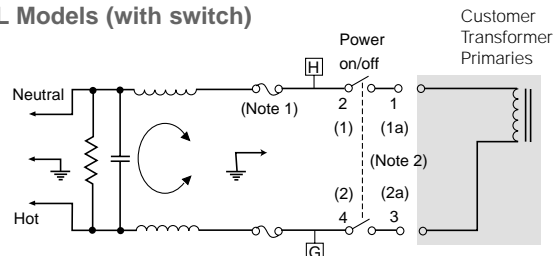 L Models (with switch)
Customer
Transformer
Primaries
Power
on/off
H
Neutral
(Note 1)
2 1
(1) (1a)
(Note 2)
(2) (2a)
Hot
4 3
G